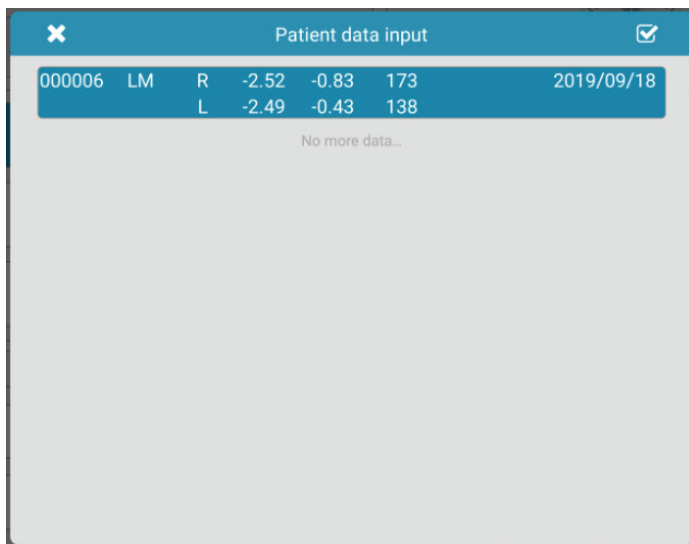 Patient data input
000006 LM R -2.52 -0.83 173 2019/09/18
L -2.49 -0.43 138
No more data...